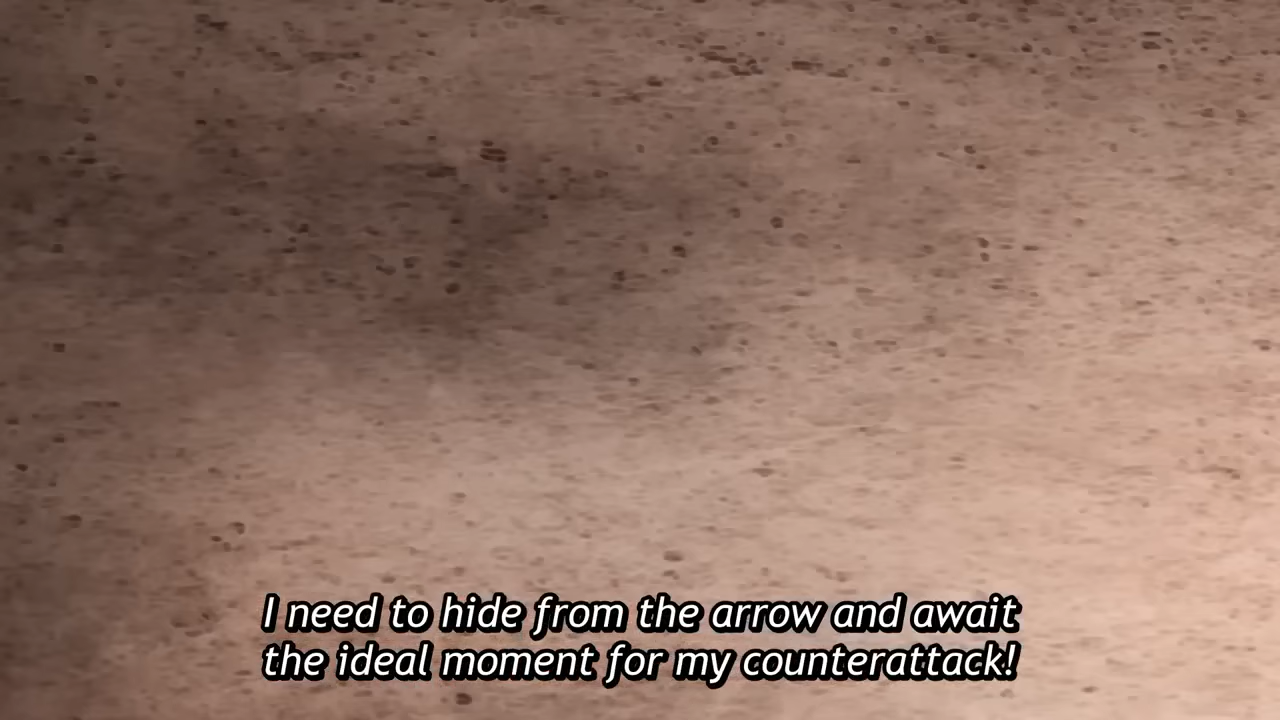 I need to hide from the arrow and await
the ideal moment for my counterattack!